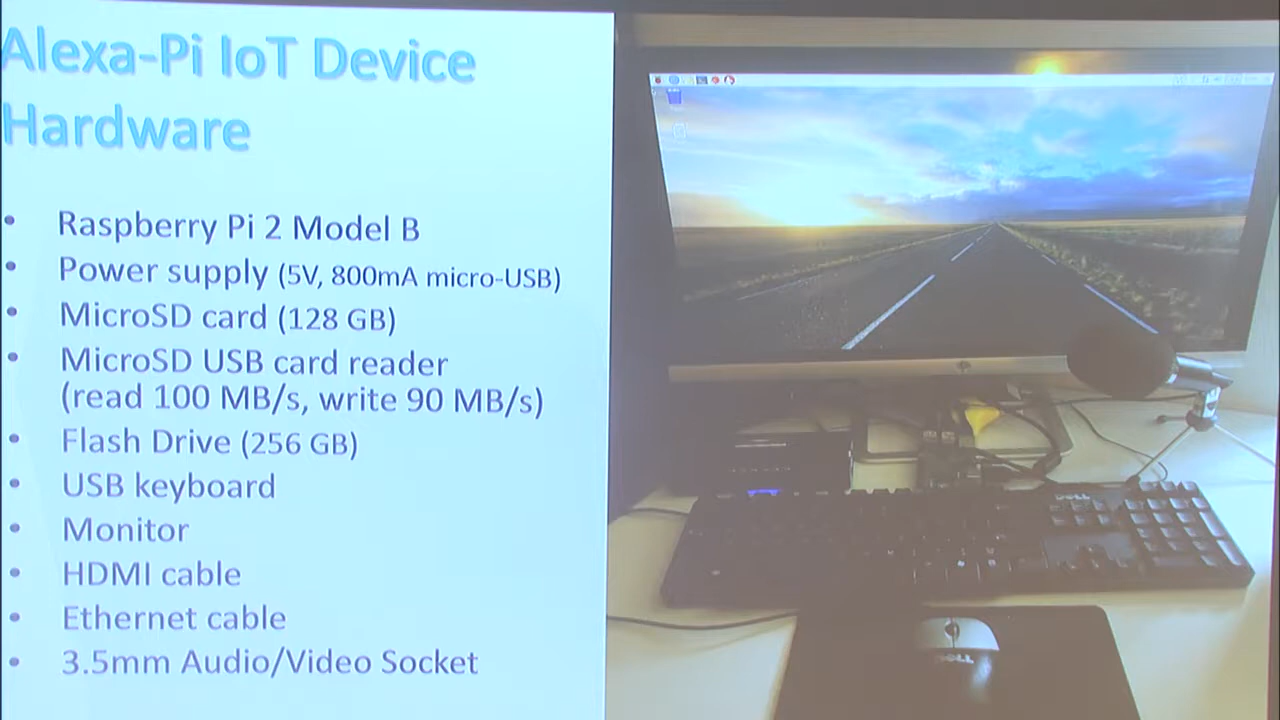 Alexa-Pi IoT Device
Hardware
• Raspberry Pi 2 Model B
• Power supply (5V, 800mA micro-USB)
• MicroSD card (128 GB)
• MicroSD USB card reader
(read 100 MB/s, write 90 MB/s)
• Flash Drive (256 GB)
• USB keyboard
• Monitor
• HDMI cable
• Ethernet cable
• 3.5mm Audio/Video Socket
DELL